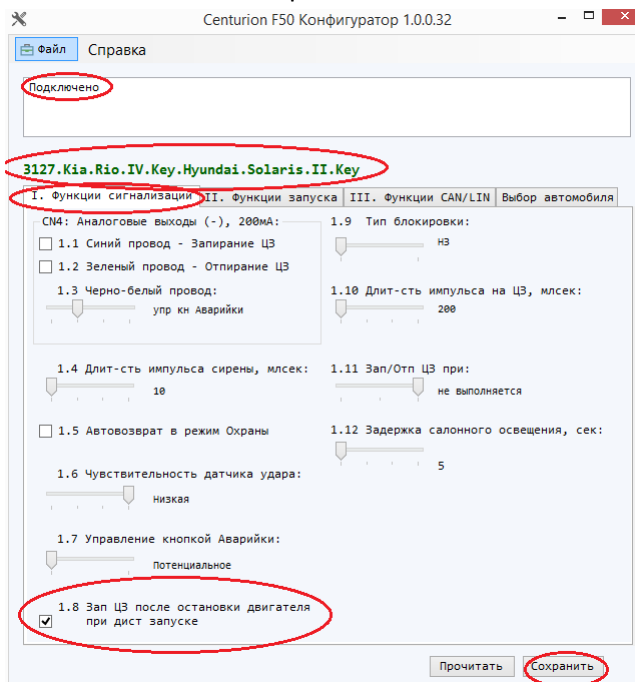 Centurion F50 Конфигуратор 1.0.0.32
Файл Справка
Подключено
3127.Kia.Rio.IV.Key.Hyundai.Solaris.II.Key
I. Функции сигнализации II. Функции запуска III. Функции CAN/LIN Выбор автомобиля
CN4: Аналоговые выходы (-), 200мА:
1.1 Синий провод - Запирание ЦЗ
1.2 Зеленый провод - Отпирание ЦЗ
1.3 Черно-белый провод:
упр кн Аварийки
1.4 Длит-сть импульса сирены, млсек:
10
1.5 Автовозврат в режим Охраны
1.6 Чувствительность датчика удара:
Низкая
1.7 Управление кнопкой Аварийки:
Потенциальное
1.8 Зап ЦЗ после остановки двигателя
при дист запуске
1.9 Тип блокировки:
НЗ
1.10 Длит-сть импульса на ЦЗ, млсек:
200
1.11 Зап/Отп ЦЗ при:
не выполняется
1.12 Задержка салонного освещения, сек:
5
Прочитать Сохранить